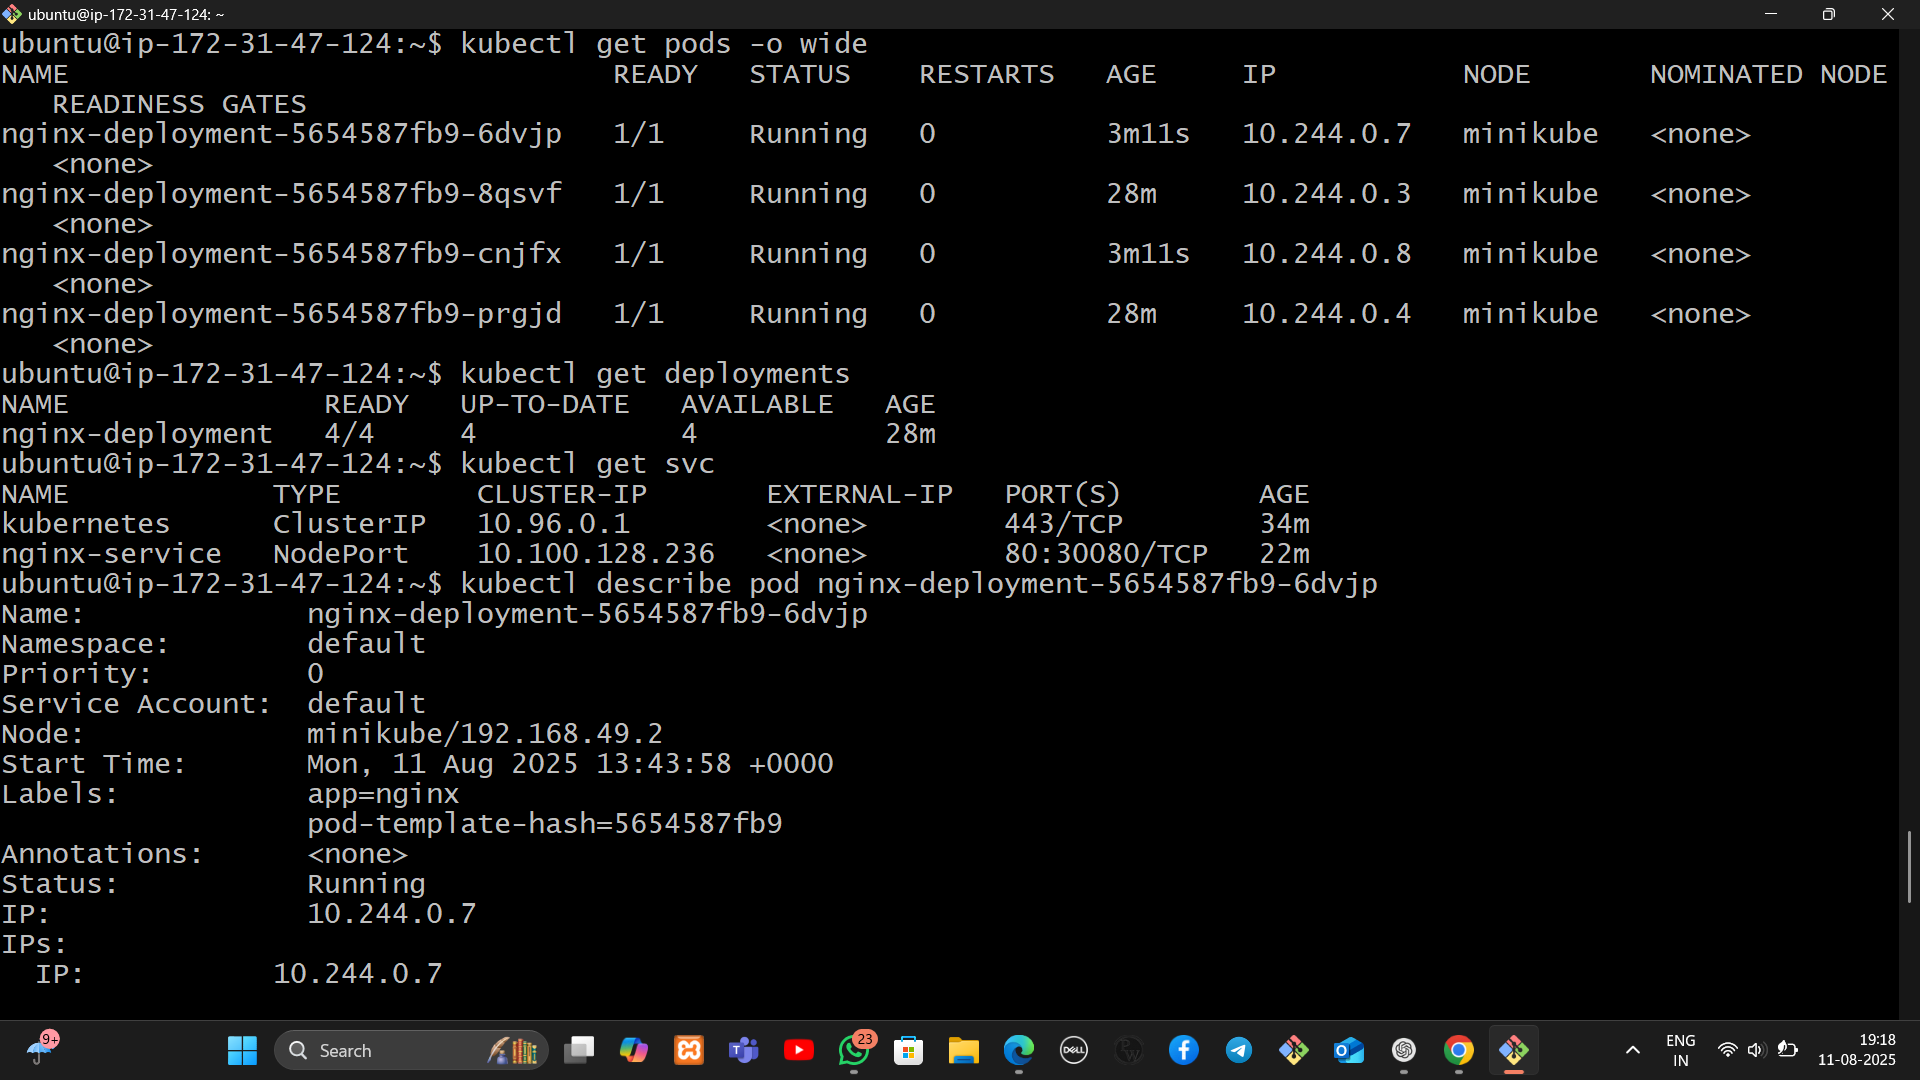 ubuntu@ip-172-31-47-124: ~
ubuntu@ip-172-31-47-124:~$ kubectl get pods -o wide
NAME                                READY   STATUS    RESTARTS   AGE     IP           NODE       NOMINATED NODE
   READINESS GATES
nginx-deployment-5654587fb9-6dvjp   1/1     Running   0          3m11s   10.244.0.7   minikube   <none>
   <none>
nginx-deployment-5654587fb9-8qsvf   1/1     Running   0          28m     10.244.0.3   minikube   <none>
   <none>
nginx-deployment-5654587fb9-cnjfx   1/1     Running   0          3m11s   10.244.0.8   minikube   <none>
   <none>
nginx-deployment-5654587fb9-prgjd   1/1     Running   0          28m     10.244.0.4   minikube   <none>
   <none>
ubuntu@ip-172-31-47-124:~$ kubectl get deployments
NAME               READY   UP-TO-DATE   AVAILABLE   AGE
nginx-deployment   4/4     4            4           28m
ubuntu@ip-172-31-47-124:~$ kubectl get svc
NAME            TYPE        CLUSTER-IP       EXTERNAL-IP   PORT(S)        AGE
kubernetes      ClusterIP   10.96.0.1        <none>        443/TCP        34m
nginx-service   NodePort    10.100.128.236   <none>        80:30080/TCP   22m
ubuntu@ip-172-31-47-124:~$ kubectl describe pod nginx-deployment-5654587fb9-6dvjp
Name:             nginx-deployment-5654587fb9-6dvjp
Namespace:        default
Priority:         0
Service Account:  default
Node:             minikube/192.168.49.2
Start Time:       Mon, 11 Aug 2025 13:43:58 +0000
Labels:           app=nginx
                  pod-template-hash=5654587fb9
Annotations:      <none>
Status:           Running
IP:               10.244.0.7
IPs:
  IP:           10.244.0.7
9+
Search
23
DELL
ENG
IN
19:18
11-08-2025